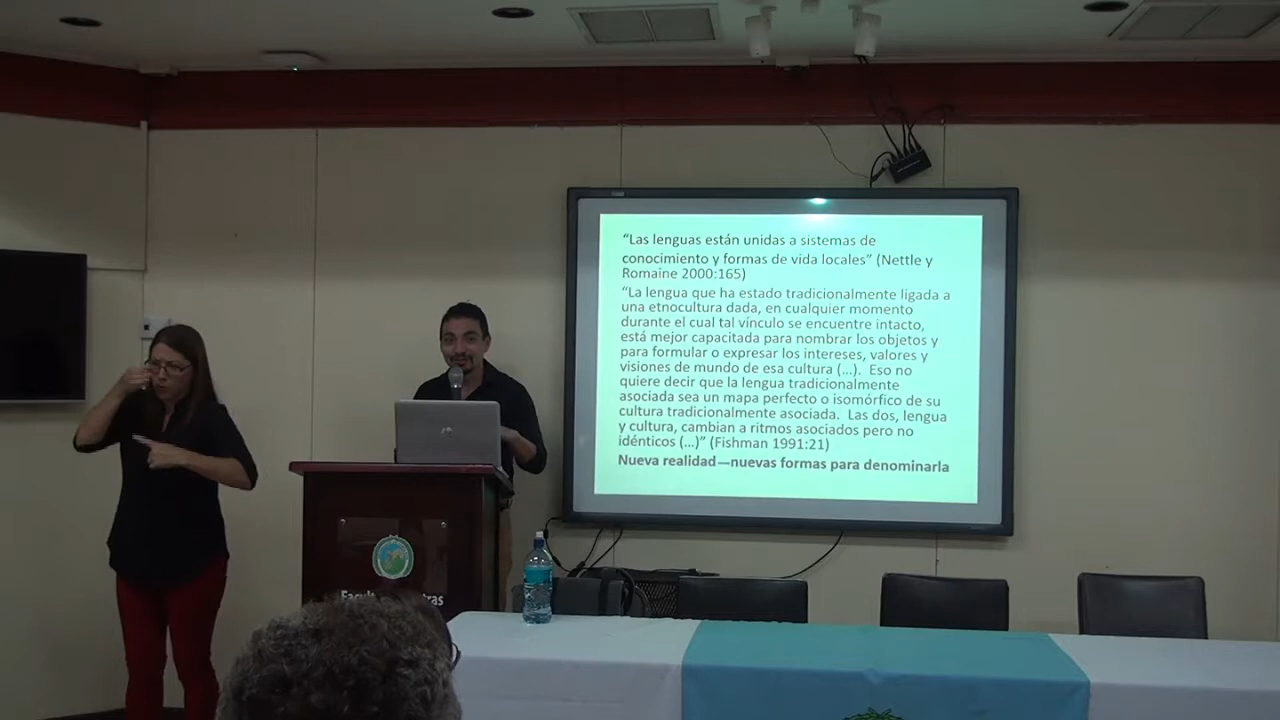 “Las lenguas están unidas a sistemas de
conocimiento y formas de vida locales” (Nettle y
Romaine 2000:165)
“La lengua que ha estado tradicionalmente ligada a
una etnocultura dada, en cualquier momento
durante el cual tal vínculo se encuentre intacto,
está mejor capacitada para nombrar los objetos y
para formular o expresar los intereses, valores y
visiones de mundo de esa cultura (...). Eso no
quiere decir que la lengua tradicionalmente
asociada sea un mapa perfecto o isomórfico de su
cultura tradicionalmente asociada. Las dos, lengua
y cultura, cambian a ritmos asociados pero no
idénticos (...)” (Fishman 1991:21)
Nueva realidad—nuevas formas para denominarla